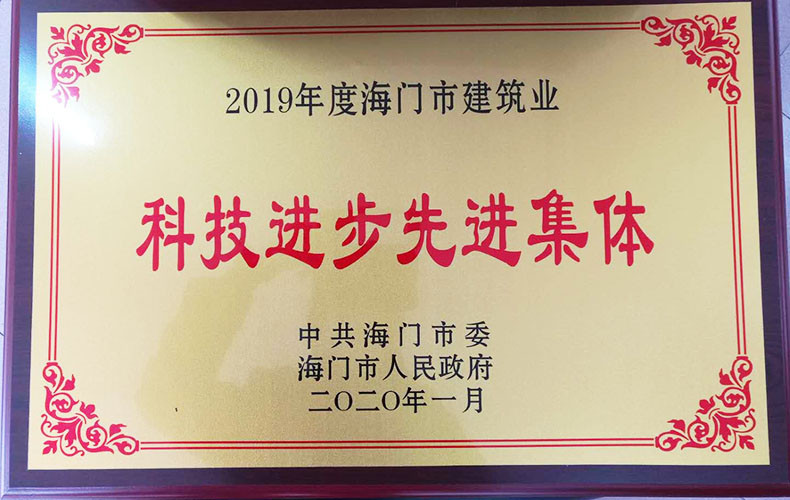 2019年度海门市建筑业
科技进步先进集体
中共海门市委
海门市人民政府
二〇二〇年一月